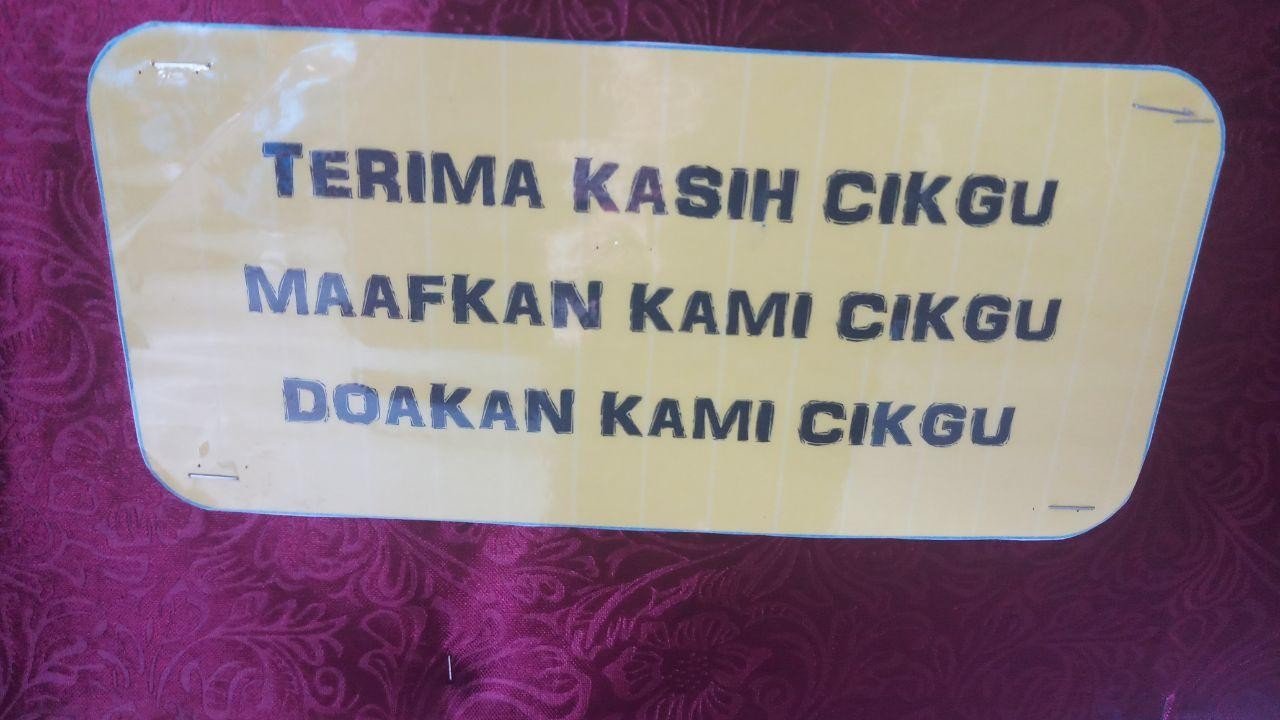 TERIMA KASIH CIKGU
MAAFKAN KAMI CIKGU
DOAKAN KAMI CIKGU